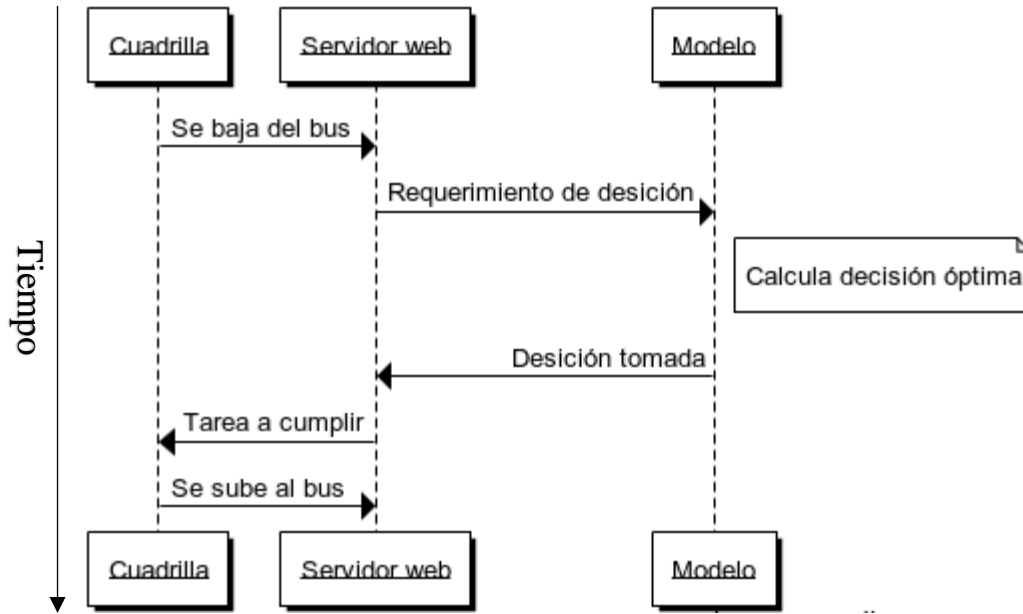 Cuadrilla
Servidor web
Modelo
Se baja del bus
Requerimiento de desición
Tiempo
Calcula decisión óptima
Desición tomada
Tarea a cumplir
Se sube al bus
Cuadrilla
Servidor web
Modelo